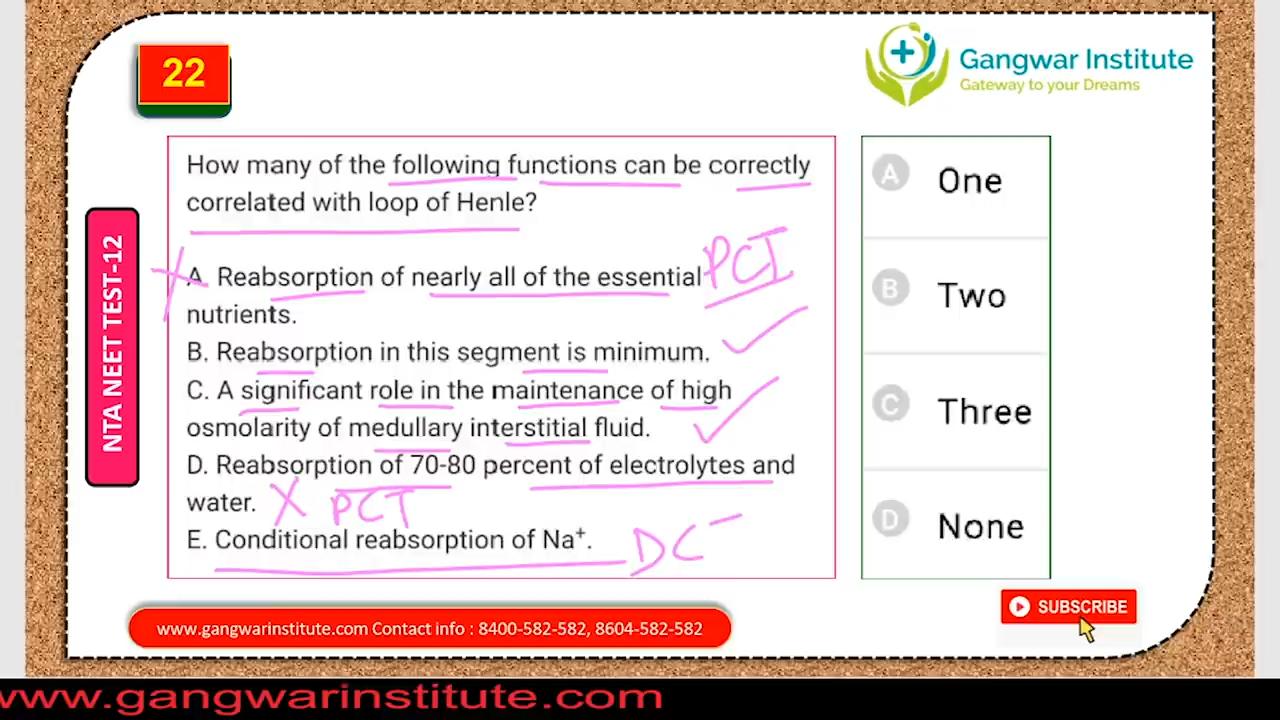 22
Gangwar Institute
Gateway to your Dreams
NTA NEET TEST-12
How many of the following functions can be correctly
correlated with loop of Henle?
A. Reabsorption of nearly all of the essential PCT
nutrients.
B. Reabsorption in this segment is minimum.
C. A significant role in the maintenance of high
osmolarity of medullary interstitial fluid.
D. Reabsorption of 70-80 percent of electrolytes and
water. X PCT
E. Conditional reabsorption of Na⁺. DC
A One
B Two
C Three
D None
SUBSCRIBE
www.gangwarinstitute.com Contact info : 8400-582-582, 8604-582-582
www.gangwarinstitute.com